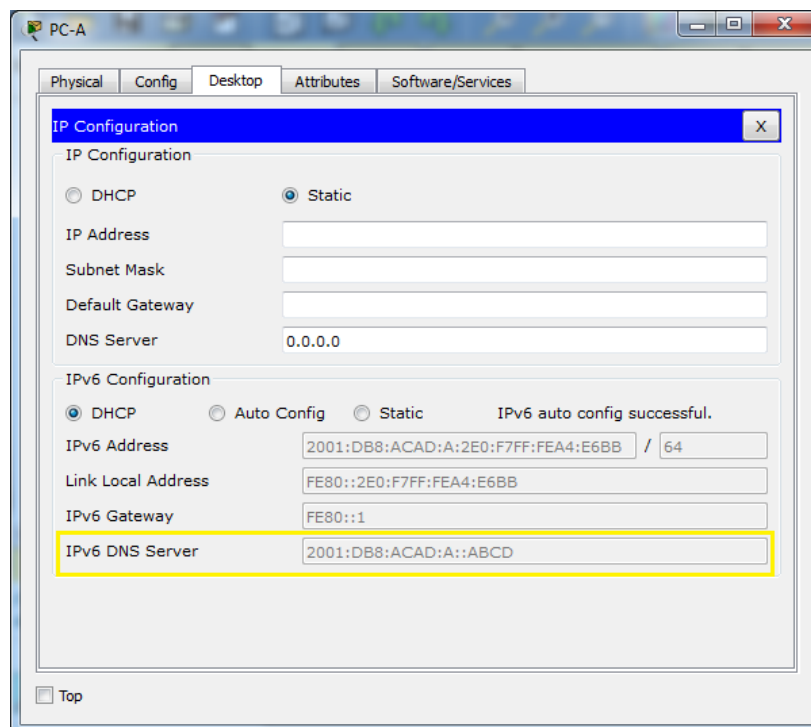 PC-A
Physical Config Desktop Attributes Software/Services
IP Configuration X
IP Configuration
DHCP Static
IP Address
Subnet Mask
Default Gateway
DNS Server 0.0.0.0
IPv6 Configuration
DHCP Auto Config Static IPv6 auto config successful.
IPv6 Address 2001:DB8:ACAD:A:2E0:F7FF:FEA4:E6BB / 64
Link Local Address FE80::2E0:F7FF:FEA4:E6BB
IPv6 Gateway FE80::1
IPv6 DNS Server 2001:DB8:ACAD:A::ABCD
Top